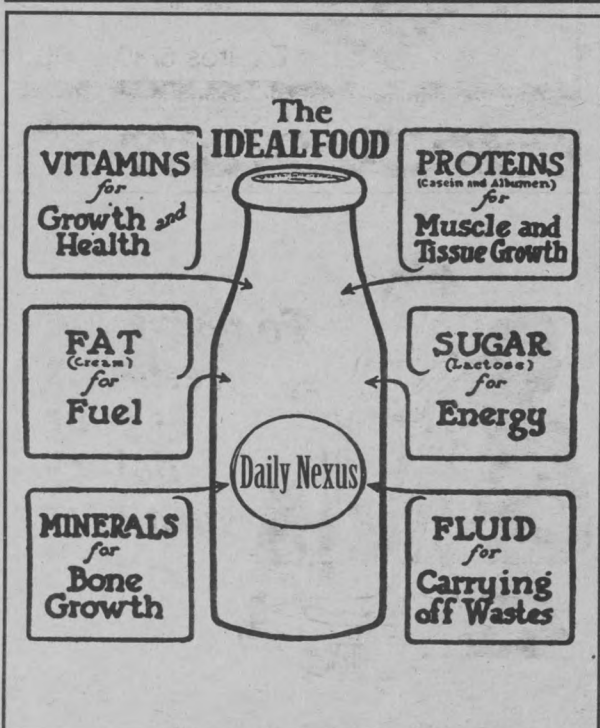 The
IDEAL FOOD
VITAMINS
for
Growth and
Health
PROTEINS
(Casein and Albumen)
for
Muscle and
Tissue Growth
FAT
(Cream)
for
Fuel
SUGAR
(Lactose)
for
Energy
Daily Nexus
MINERALS
for
Bone
Growth
FLUID
for
Carrying
off Wastes